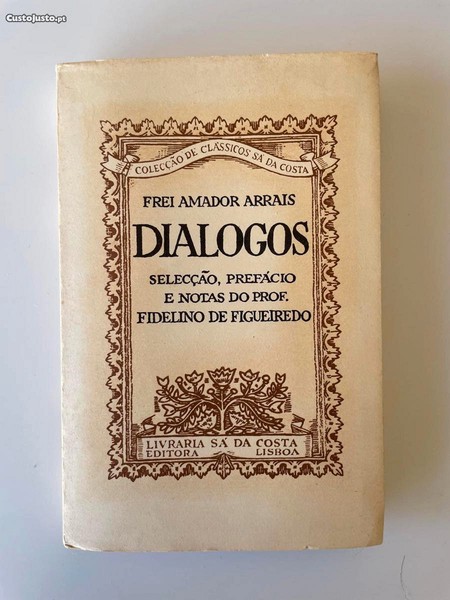 CustoJusto.pt
COLECÇÃO DE CLÁSSICOS SÁ DA COSTA
FREI AMADOR ARRAIS
DIALOGOS
SELECÇÃO, PREFÁCIO
E NOTAS DO PROF.
FIDELINO DE FIGUEIREDO
LIVRARIA SÁ DA COSTA
EDITORA LISBOA